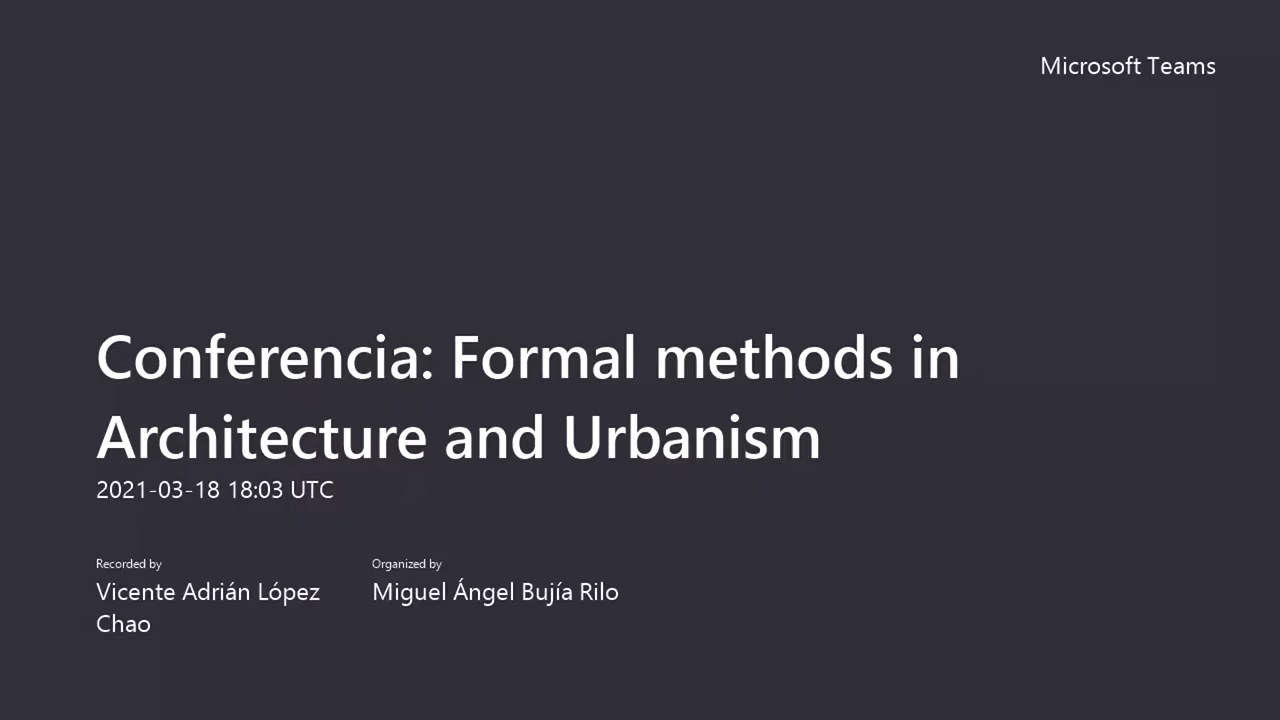 Microsoft Teams
Conferencia: Formal methods in
Architecture and Urbanism
2021-03-18 18:03 UTC
Recorded by
Organized by
Vicente Adrián López
Chao
Miguel Ángel Bujía Rilo